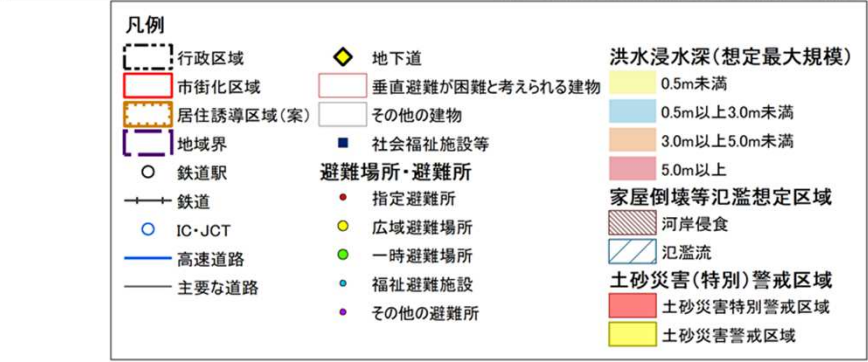 凡例
行政区域
市街化区域
居住誘導区域(案)
地域界
鉄道駅
鉄道
IC・JCT
高速道路
主要な道路
地下道
垂直避難が困難と考えられる建物
その他の建物
社会福祉施設等
避難場所・避難所
指定避難所
広域避難場所
一時避難場所
福祉避難施設
その他の避難所
洪水浸水深(想定最大規模)
0.5m未満
0.5m以上3.0m未満
3.0m以上5.0m未満
5.0m以上
家屋倒壊等氾濫想定区域
河岸侵食
氾濫流
土砂災害(特別)警戒区域
土砂災害特別警戒区域
土砂災害警戒区域